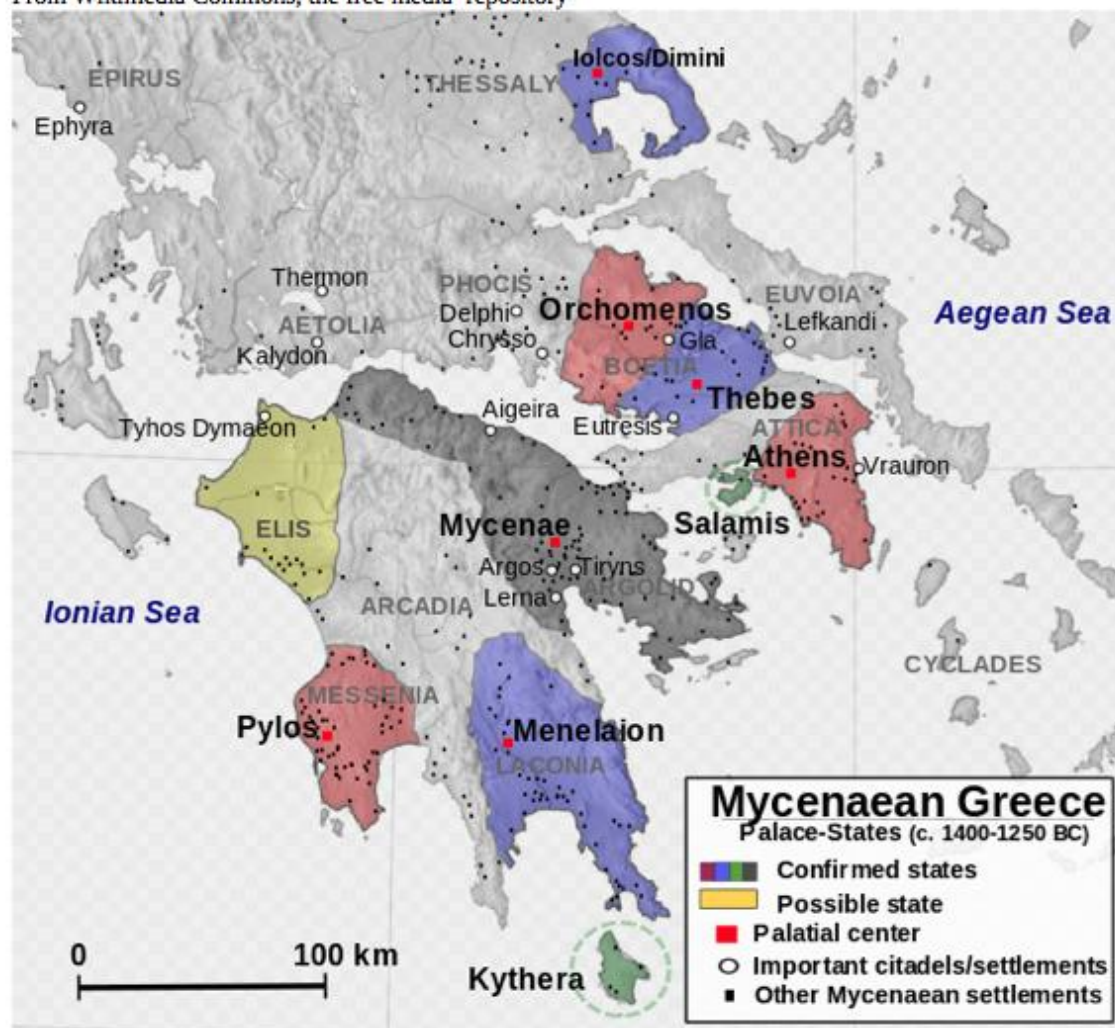 From Wikimedia Commons, the free media repository
Iolcos/Dimini
EPIRUS
THESSALY
Ephyra
Thermon
PHOCIS
Delphi
Chrysso
AETOLIA
Kalydon
Orchomenos
Gla
BOETIA
EUVOIA
Lefkandi
Aegean Sea
Thebes
Eutresis
ATTICA
Athens
Vrauron
Aigeira
Tyhos Dymaeon
Salamis
ELIS
Mycenae
Argos
Tiryns
Lerna
ARGOLID
Ionian Sea
ARCADIA
CYCLADES
MESSENIA
Pylos
Menelaion
LACONIA
Kythera
0 100 km
Mycenaean Greece
Palace-States (c. 1400-1250 BC)
Confirmed states
Possible state
Palatial center
Important citadels/settlements
Other Mycenaean settlements